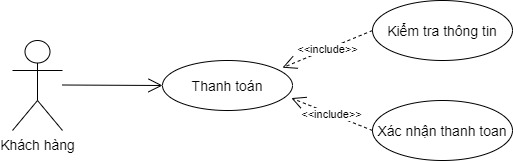 Kiểm tra thông tin
<<include>>
Thanh toán
<<include>>
Xác nhận thanh toan
Khách hàng